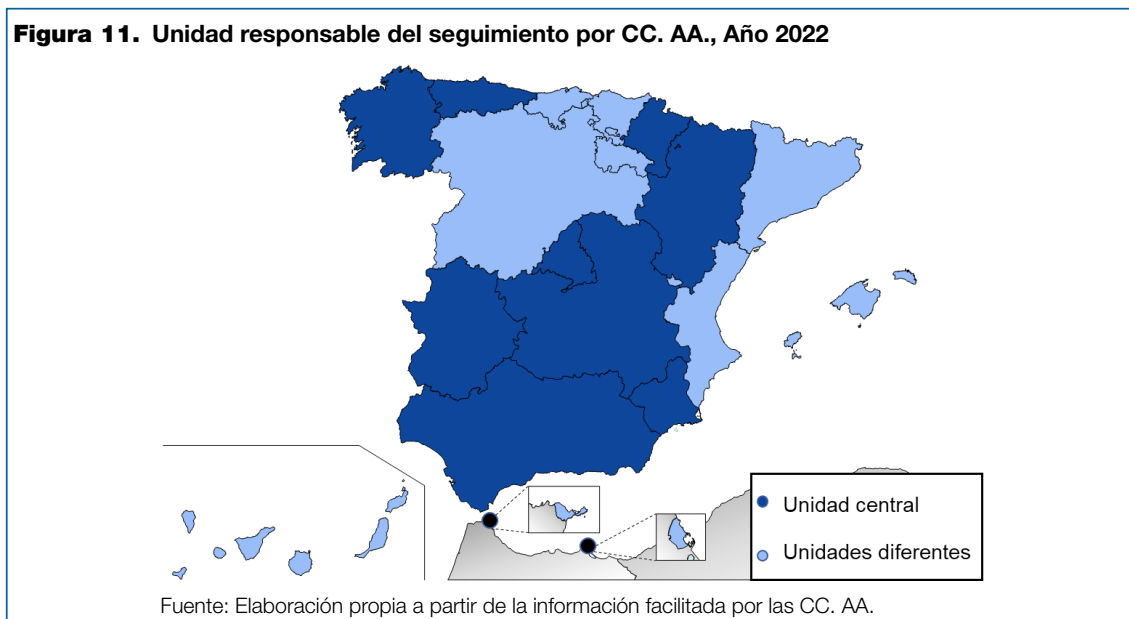 Figura 11. Unidad responsable del seguimiento por CC. AA., Año 2022
Unidad central
Unidades diferentes
Fuente: Elaboración propia a partir de la información facilitada por las CC. AA.